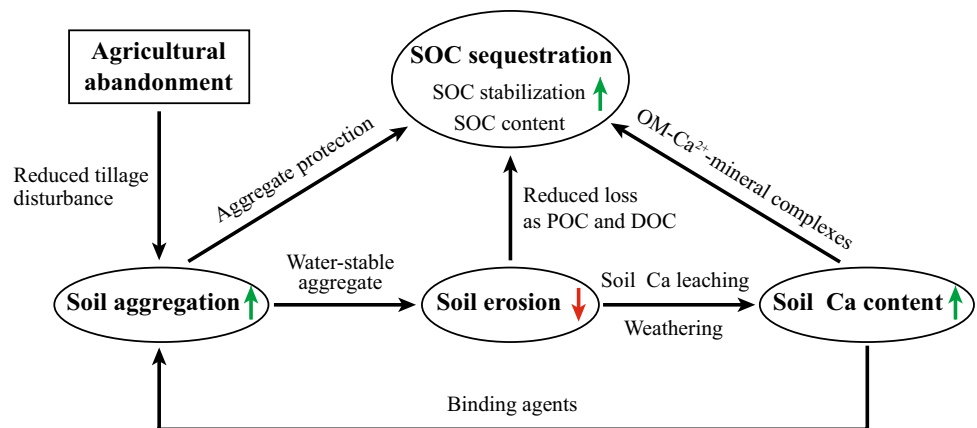 Agricultural
abandonment
SOC sequestration
SOC stabilization
SOC content
Reduced tillage
disturbance
Aggregate protection
Reduced loss
as POC and DOC
OM-Ca²⁺-mineral complexes
Soil aggregation
Water-stable
aggregate
Soil erosion
Soil Ca leaching
Weathering
Soil Ca content
Binding agents